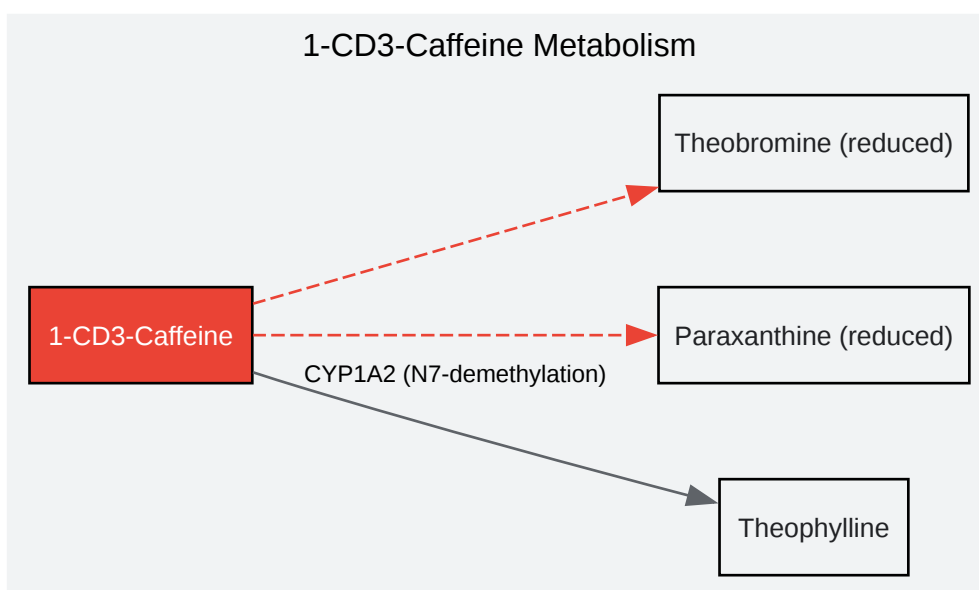 1-CD3-Caffeine Metabolism
Theobromine (reduced)
1-CD3-Caffeine
Paraxanthine (reduced)
CYP1A2 (N7-demethylation)
Theophylline